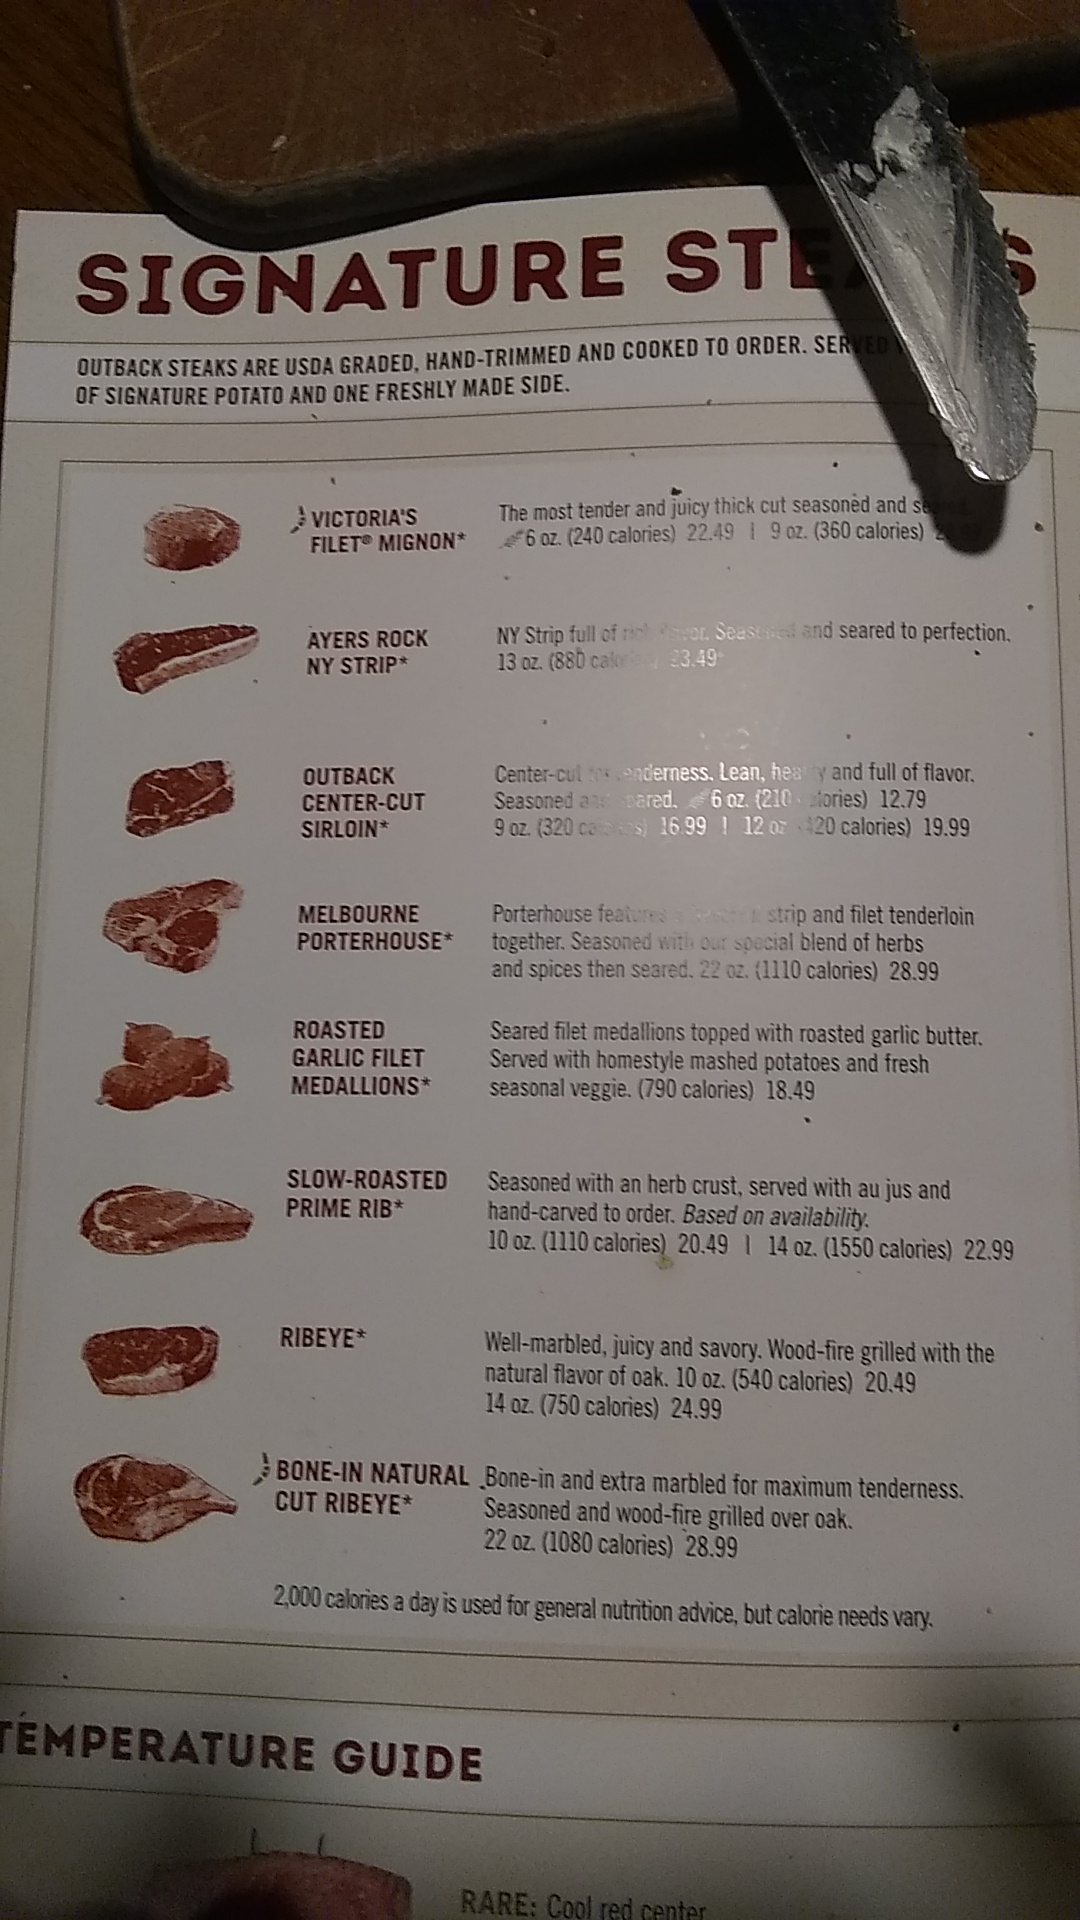 SIGNATURE
OUTBACK STEAKS ARE USDA GRADED, HAND-TRIMMED AND COOKED TO ORDER. SERVED
OF SIGNATURE POTATO AND ONE FRESHLY MADE SIDE.
VICTORIA'S
FILET® MIGNON*
The most tender and juicy thick cut seasoned and
6 oz. (240 calories) 22.49 | 9 oz. (360 calories)
AYERS ROCK
NY STRIP*
NY Strip full of and seared to perfection.
13 oz. (880 23.49
OUTBACK
CENTER-CUT
SIRLOIN*
Center-cut tenderness. Lean, and full of flavor.
Seasoned 6 oz. (210 calories) 12.79
9 oz. (320 calories) 16.99 | 12 oz 420 calories) 19.99
MELBOURNE
PORTERHOUSE*
Porterhouse features strip and filet tenderloin
together. Seasoned with our special blend of herbs
and spices then seared. 22 oz. (1110 calories) 28.99
ROASTED
GARLIC FILET
MEDALLIONS*
Seared filet medallions topped with roasted garlic butter.
Served with homestyle mashed potatoes and fresh
seasonal veggie. (790 calories) 18.49
SLOW-ROASTED
PRIME RIB*
Seasoned with an herb crust, served with au jus and
hand-carved to order. Based on availability.
10 oz. (1110 calories) 20.49 | 14 oz. (1550 calories) 22.99
RIBEYE*
Well-marbled, juicy and savory. Wood-fire grilled with the
natural flavor of oak. 10 oz. (540 calories) 20.49
14 oz. (750 calories) 24.99
BONE-IN NATURAL
CUT RIBEYE*
Bone-in and extra marbled for maximum tenderness.
Seasoned and wood-fire grilled over oak.
22 oz. (1080 calories) 28.99
2,000 calories a day is used for general nutrition advice, but calorie needs vary.
TEMPERATURE GUIDE
RARE: Cool red center